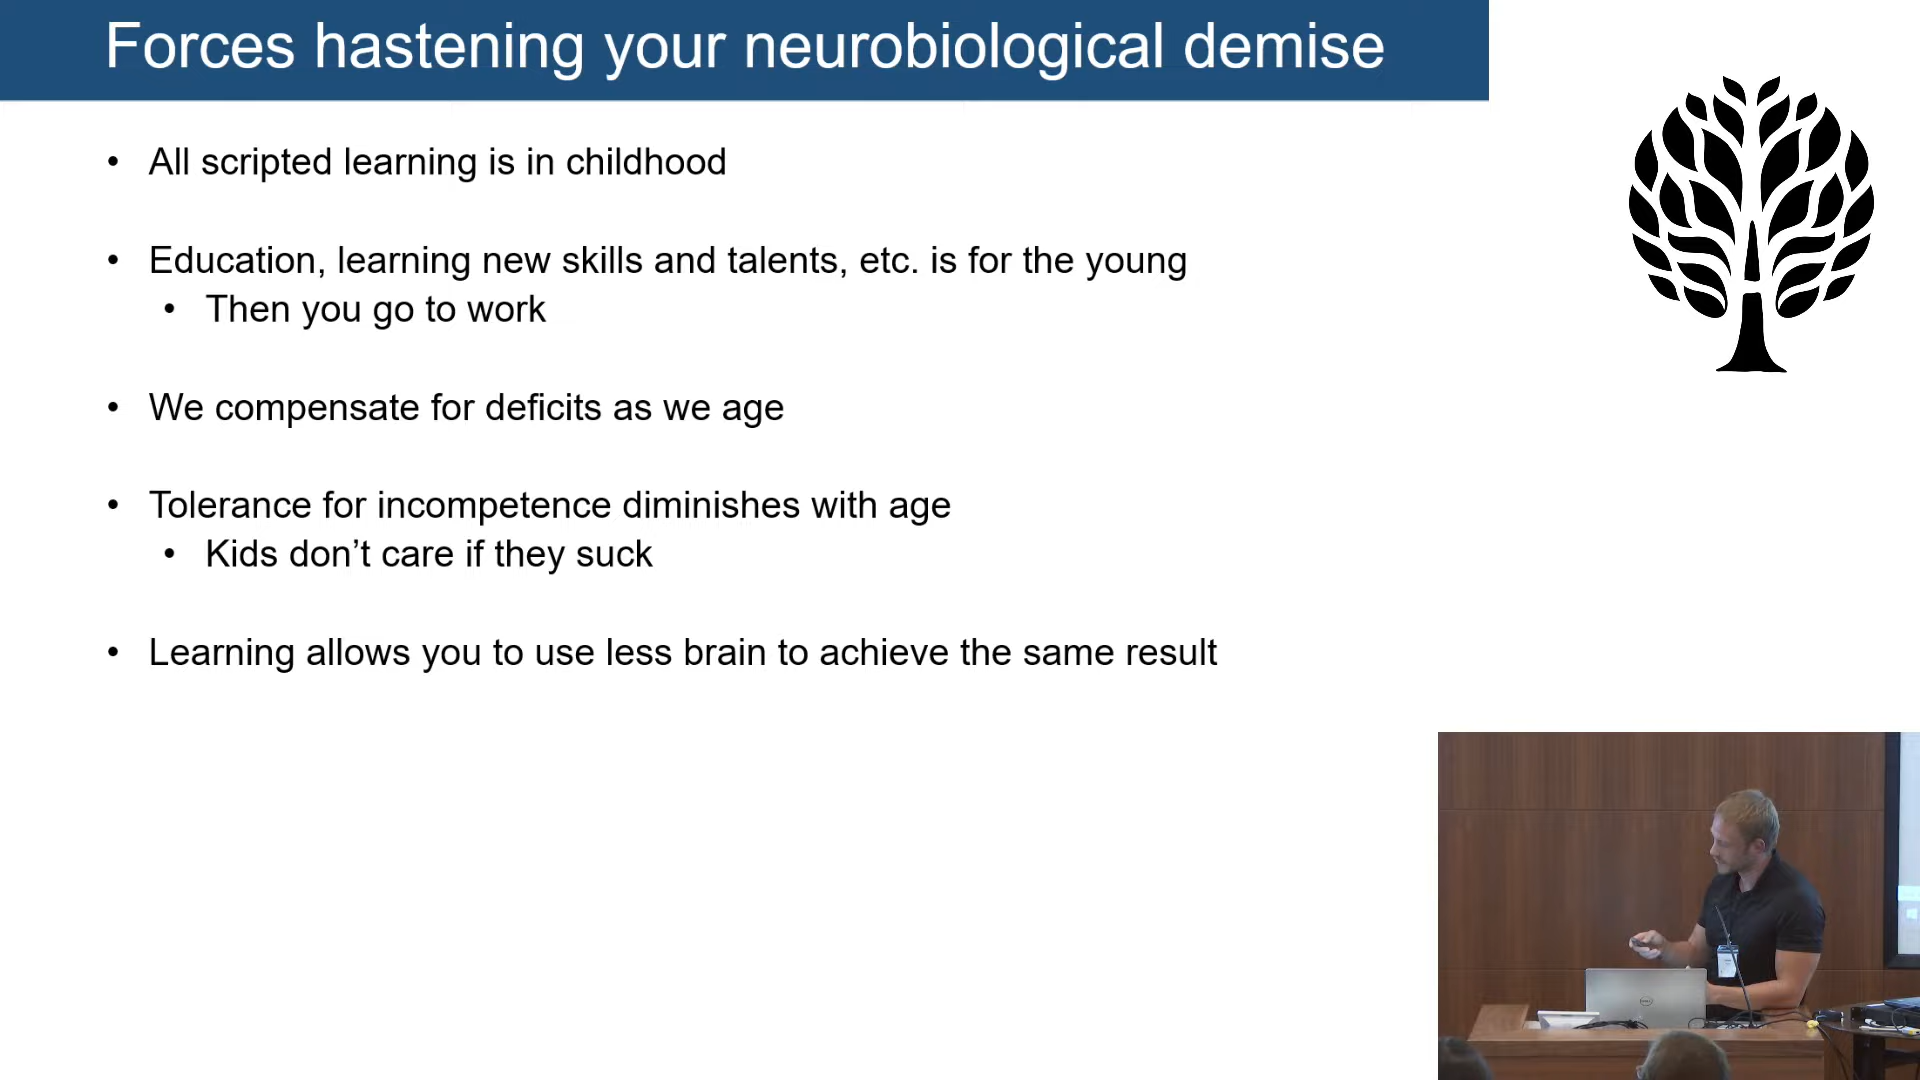 Forces hastening your neurobiological demise
• All scripted learning is in childhood
• Education, learning new skills and talents, etc. is for the young
• Then you go to work
• We compensate for deficits as we age
• Tolerance for incompetence diminishes with age
• Kids don’t care if they suck
• Learning allows you to use less brain to achieve the same result